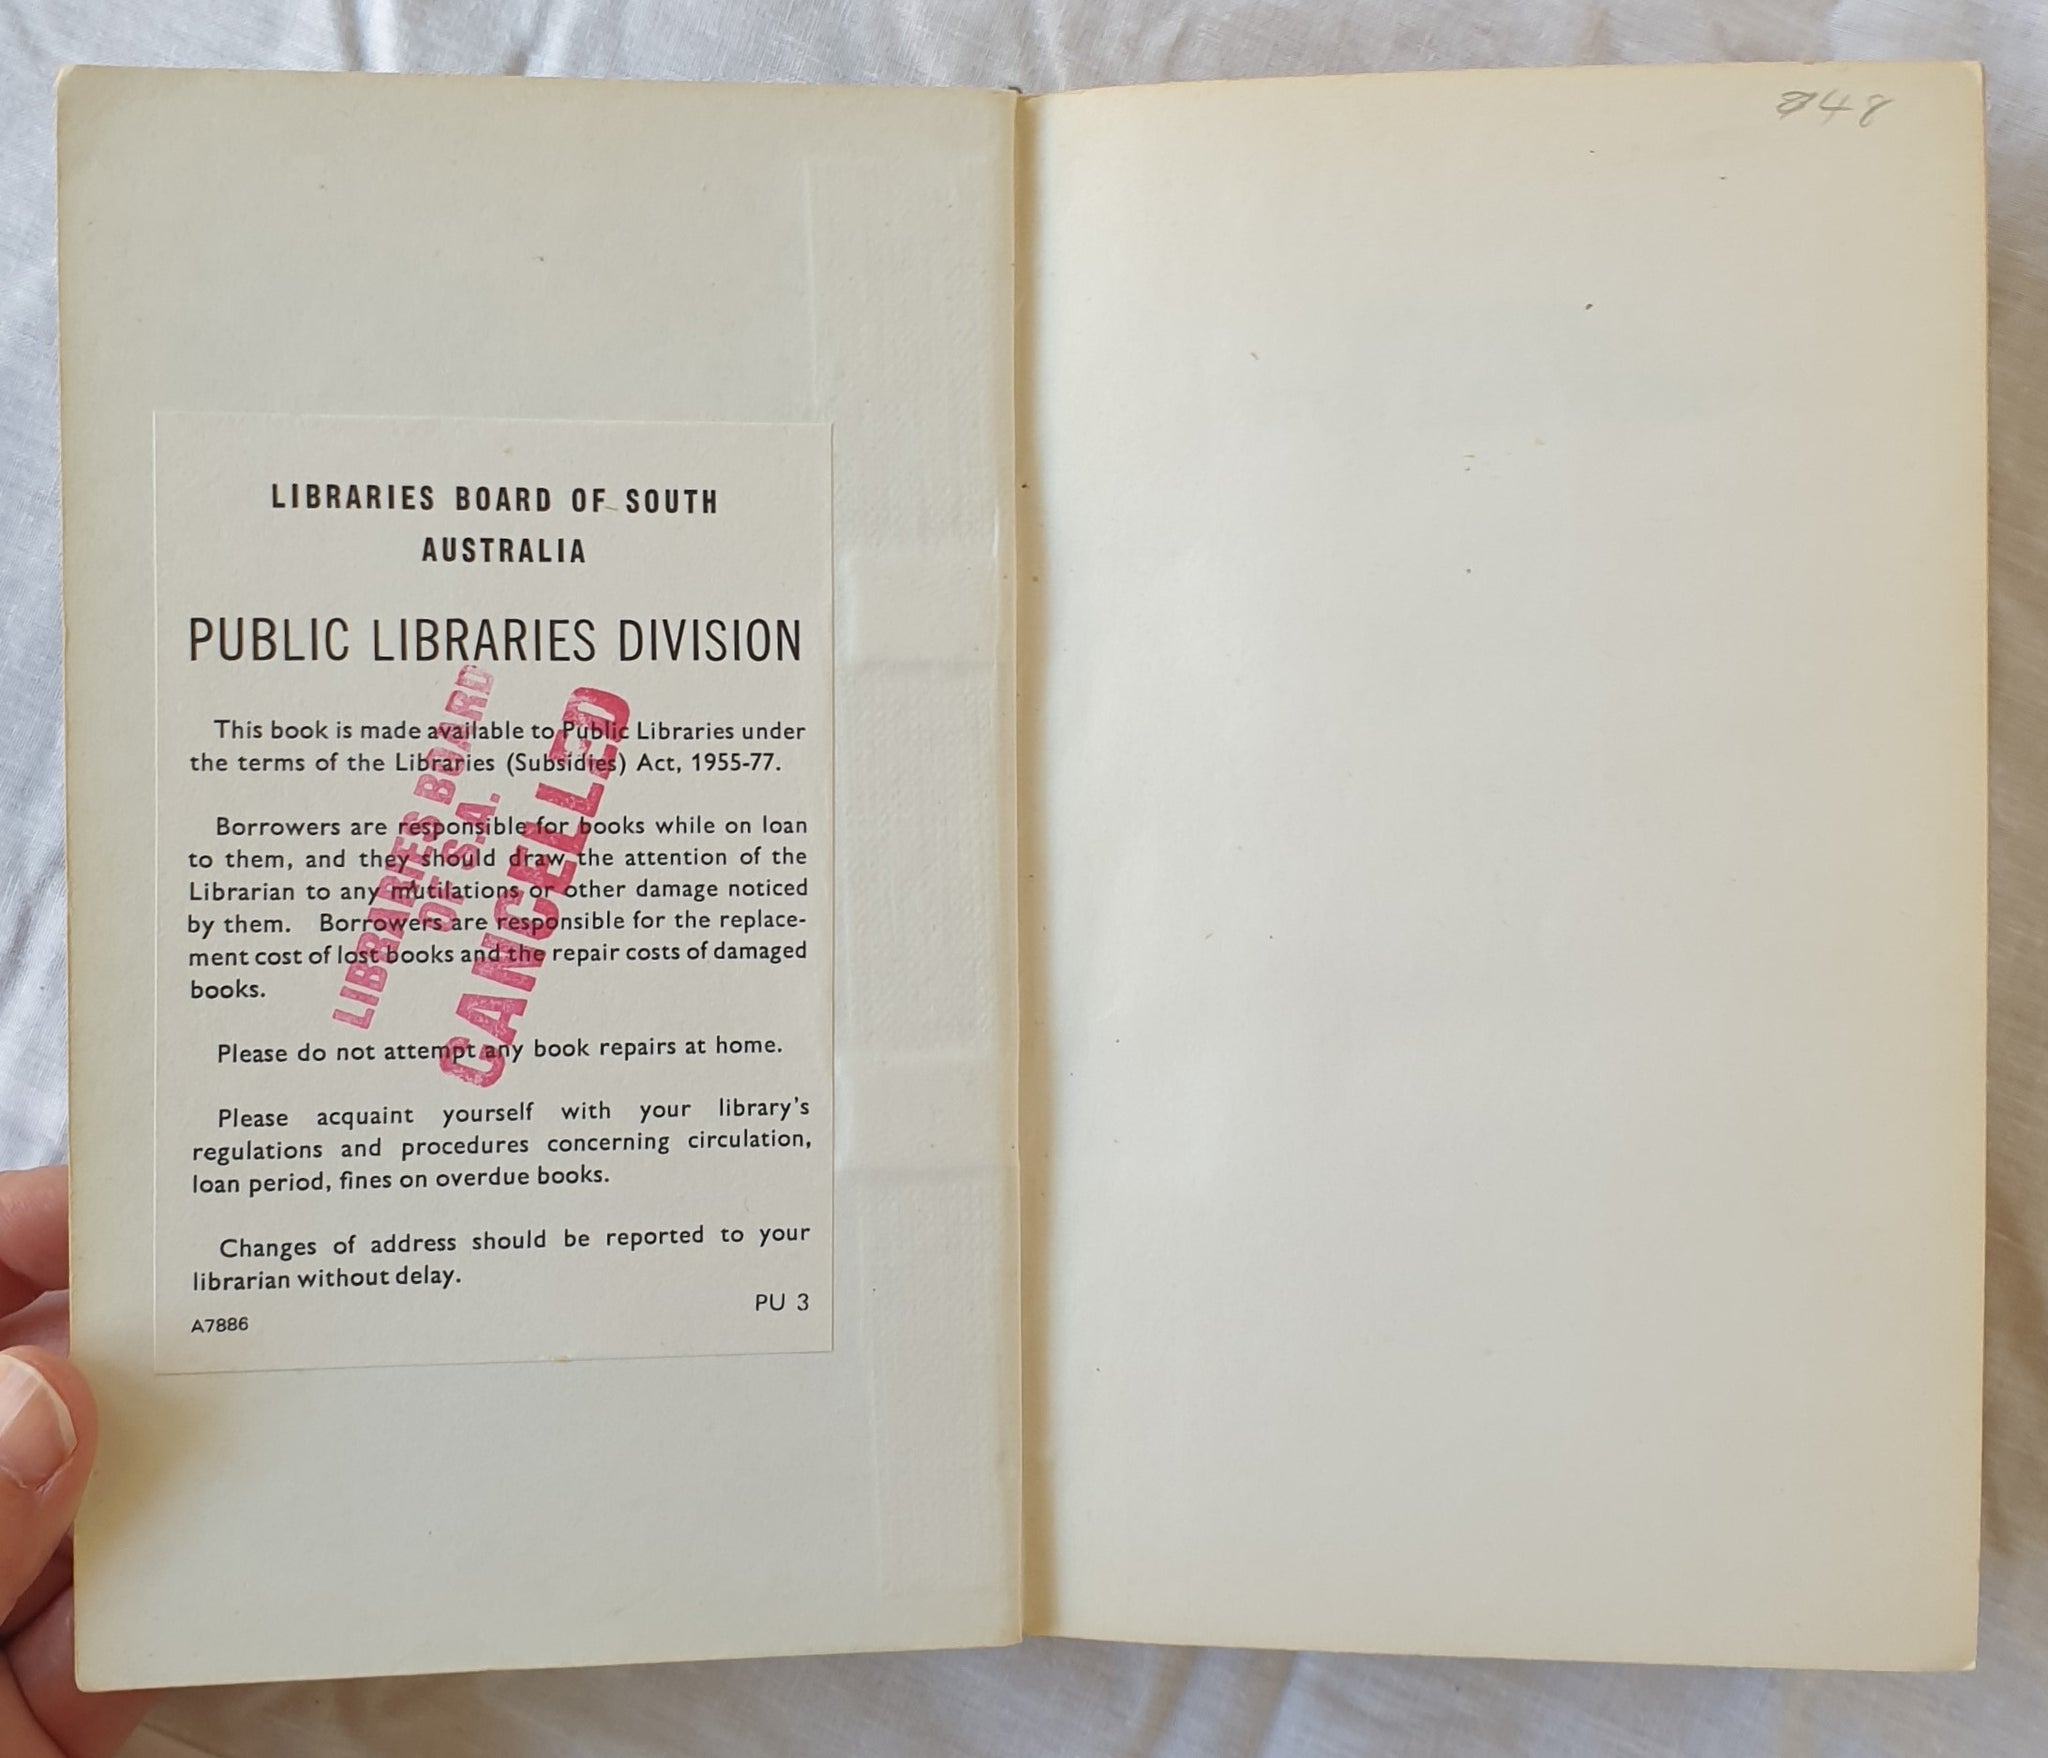 LIBRARIES BOARD OF SOUTH
AUSTRALIA
PUBLIC LIBRARIES DIVISION
This book is made available to Public Libraries under
the terms of the Libraries (Subsidies) Act, 1955-77.
Borrowers are responsible for books while on loan
to them, and they should draw the attention of the
Librarian to any mutilations or other damage noticed
by them. Borrowers are responsible for the replace-
ment cost of lost books and the repair costs of damaged
books.
Please do not attempt any book repairs at home.
Please acquaint yourself with your library's
regulations and procedures concerning circulation,
loan period, fines on overdue books.
Changes of address should be reported to your
librarian without delay.
PU 3
A7886
LIBRARIES BOARD
OF S.A.
CANCELLED